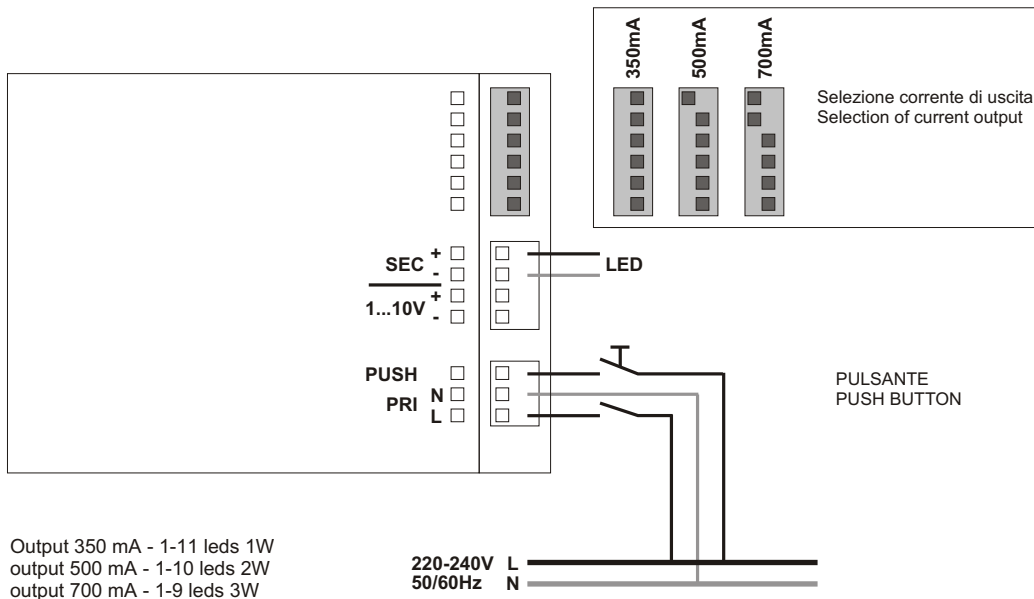 350mA
500mA
700mA
Selezione corrente di uscita
Selection of current output
SEC + -
LED
1...10V + -
PUSH
PRI N L
PULSANTE
PUSH BUTTON
Output 350 mA - 1-11 leds 1W
output 500 mA - 1-10 leds 2W
output 700 mA - 1-9 leds 3W
220-240V L
50/60Hz N